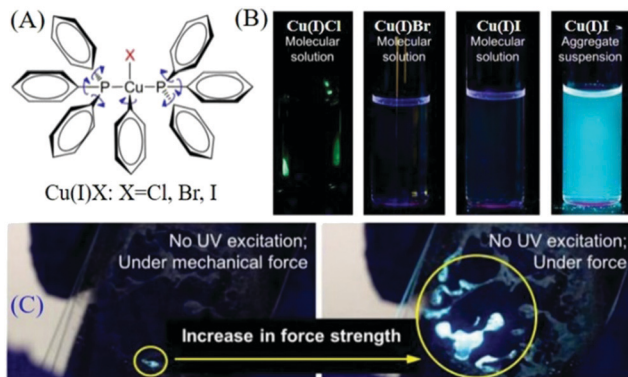 (A)
X
P Cu P
Cu(I)X: X=Cl, Br, I
(B)
Cu(I)Cl
Molecular
solution
Cu(I)Br
Molecular
solution
Cu(I)I
Molecular
solution
Cu(I)I
Aggregate
suspension
(C)
No UV excitation;
Under mechanical force
Increase in force strength
No UV excitation;
Under force